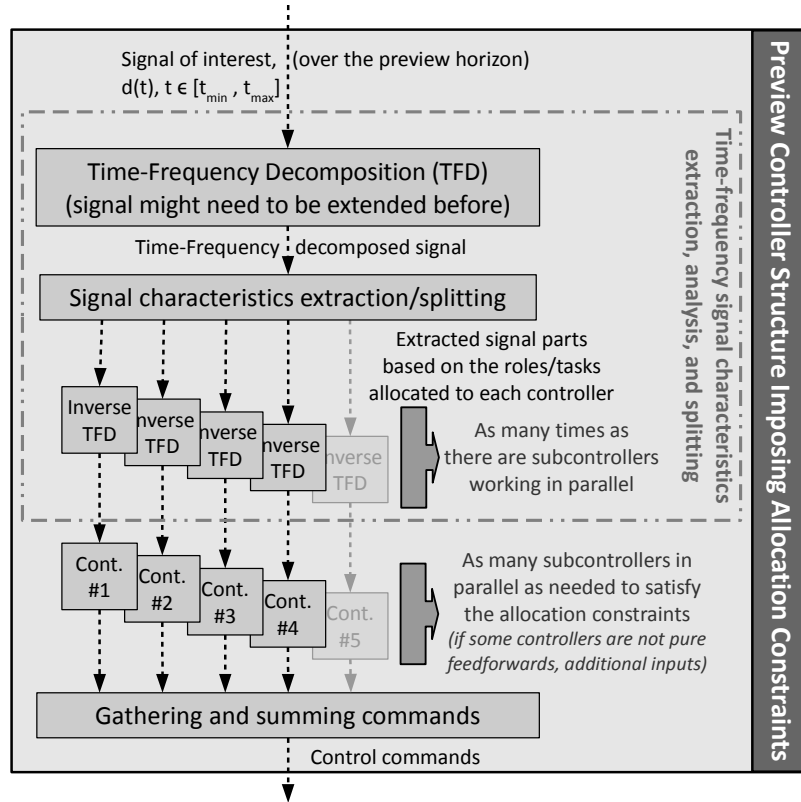 Signal of interest, (over the preview horizon)
d(t), t ϵ [t_min , t_max]
Time-Frequency Decomposition (TFD)
(signal might need to be extended before)
Time-Frequency decomposed signal
Signal characteristics extraction/splitting
Extracted signal parts
based on the roles/tasks
allocated to each controller
Inverse
TFD
Inverse
TFD
Inverse
TFD
Inverse
TFD
Inverse
TFD
As many times as
there are subcontrollers
working in parallel
Cont.
#1
Cont.
#2
Cont.
#3
Cont.
#4
Cont.
#5
As many subcontrollers in
parallel as needed to satisfy
the allocation constraints
(if some controllers are not pure
feedforwards, additional inputs)
Gathering and summing commands
Control commands
Time-frequency signal characteristics
extraction, analysis, and splitting
Preview Controller Structure Imposing Allocation Constraints